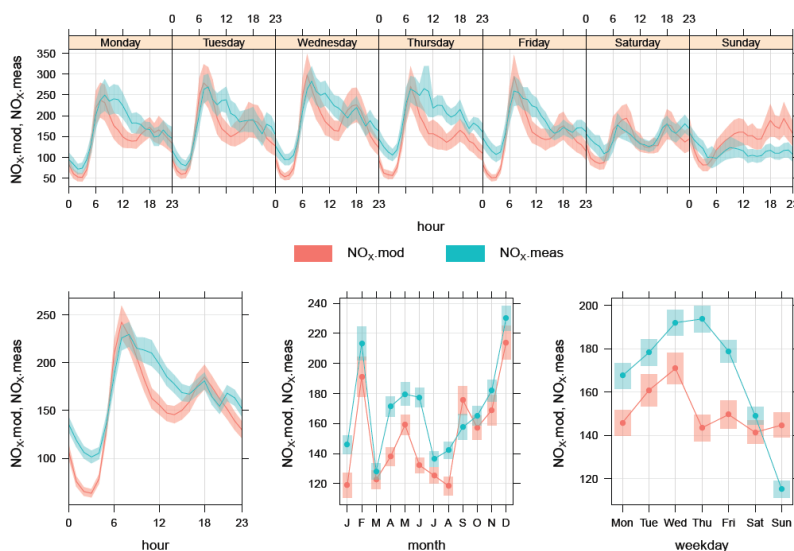 0 6 12 18 23 0 6 12 18 23 0 6 12 18 23
Monday Tuesday Wednesday Thursday Friday Saturday Sunday
350
300
250
200
150
100
50
NOX.mod, NOX.meas
0 6 12 18 23 0 6 12 18 23 0 6 12 18 23 0 6 12 18 23
hour
NOX.mod NOX.meas
250
200
150
100
NOX.mod, NOX.meas
0 6 12 18 23
hour
240
220
200
180
160
140
120
NOX.mod, NOX.meas
J F M A M J J A S O N D
month
200
180
160
140
120
NOX.mod, NOX.meas
Mon Tue Wed Thu Fri Sat Sun
weekday